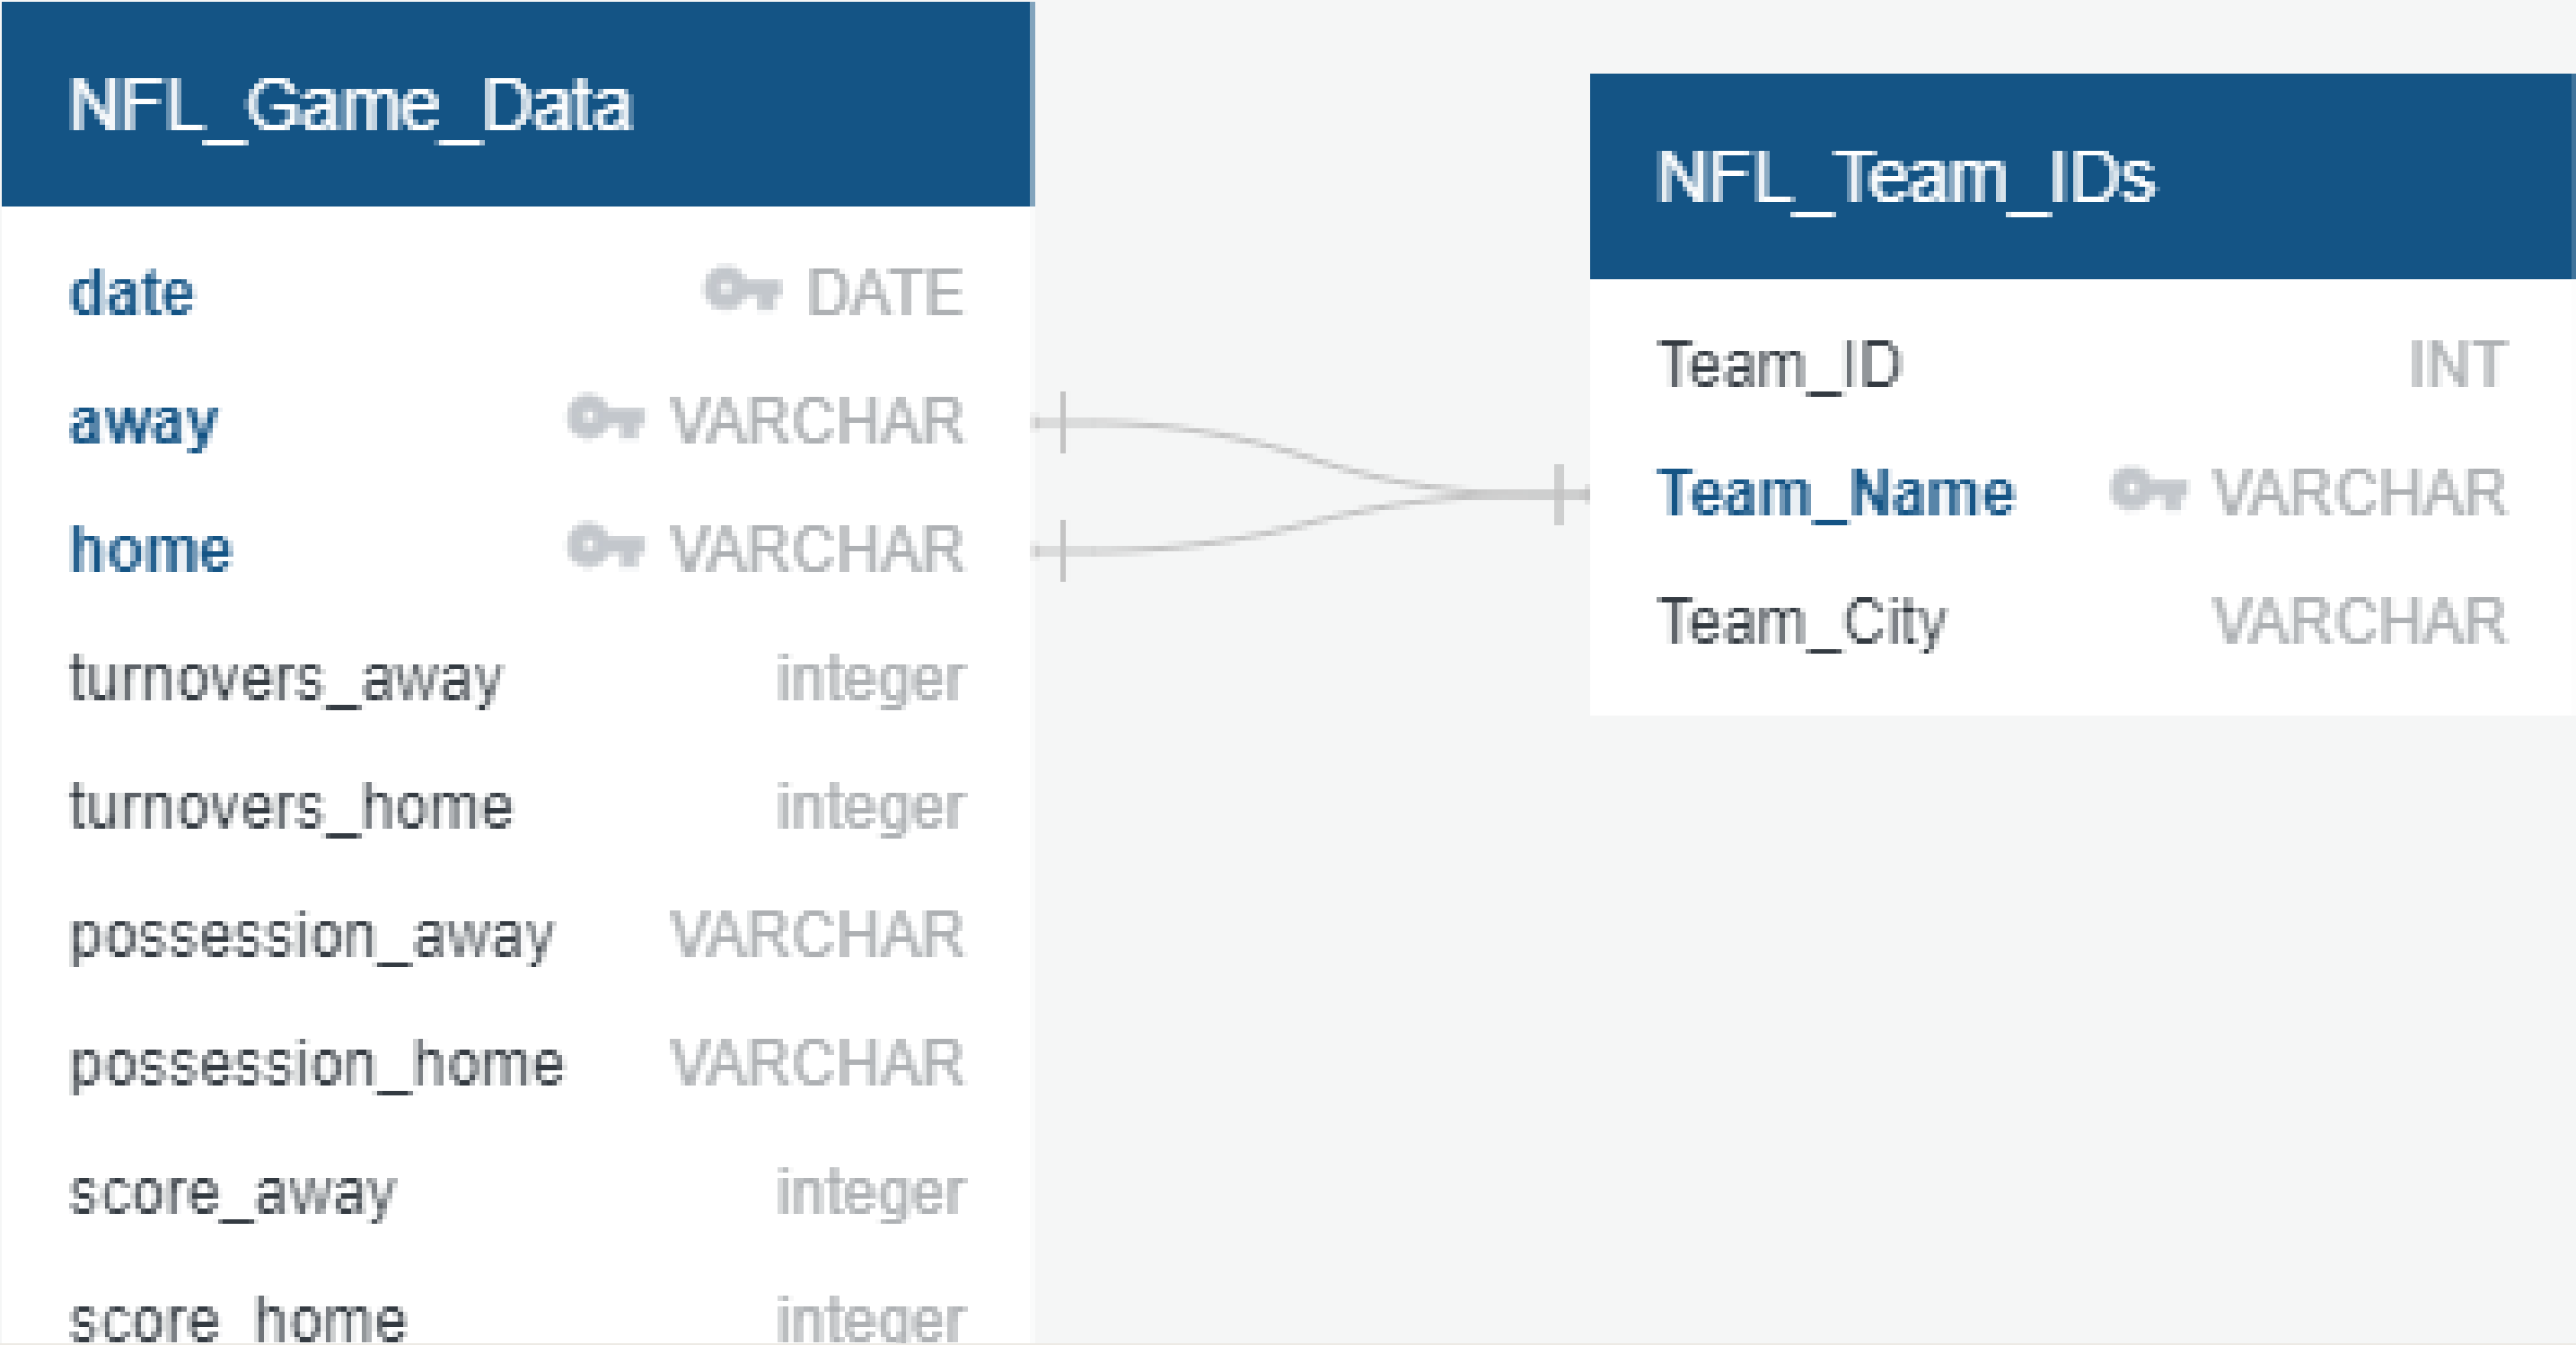 NFL_Game_Data
date DATE
away VARCHAR
home VARCHAR
turnovers_away integer
turnovers_home integer
possession_away VARCHAR
possession_home VARCHAR
score_away integer
score_home integer
NFL_Team_IDs
Team_ID INT
Team_Name VARCHAR
Team_City VARCHAR